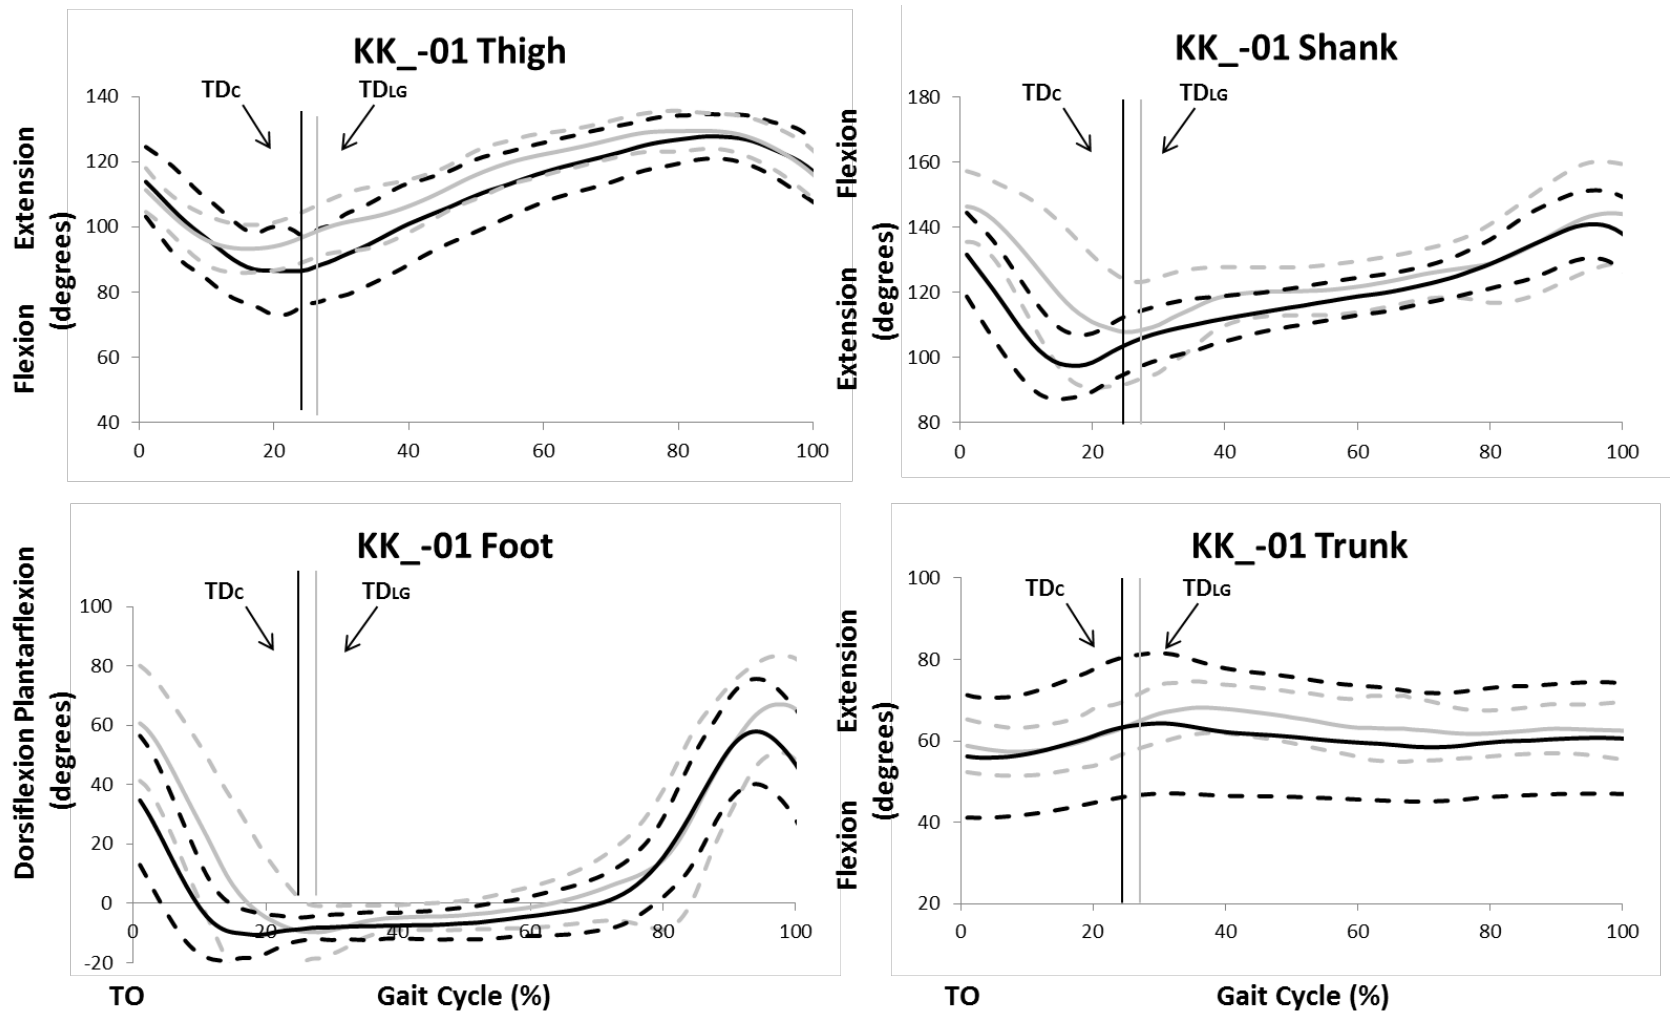 KK_-01 Thigh
TDC
TDLG
Extension
Flexion
(degrees)
140
120
100
80
60
40
0
20
40
60
80
100
KK_-01 Shank
TDC
TDLG
Flexion
Extension
(degrees)
180
160
140
120
100
80
0
20
40
60
80
100
KK_-01 Foot
TDC
TDLG
Dorsiflexion Plantarflexion
(degrees)
100
80
60
40
20
0
-20
0
20
40
60
80
100
TO
Gait Cycle (%)
KK_-01 Trunk
TDC
TDLG
Extension
Flexion
(degrees)
100
80
60
40
20
0
20
40
60
80
100
TO
Gait Cycle (%)